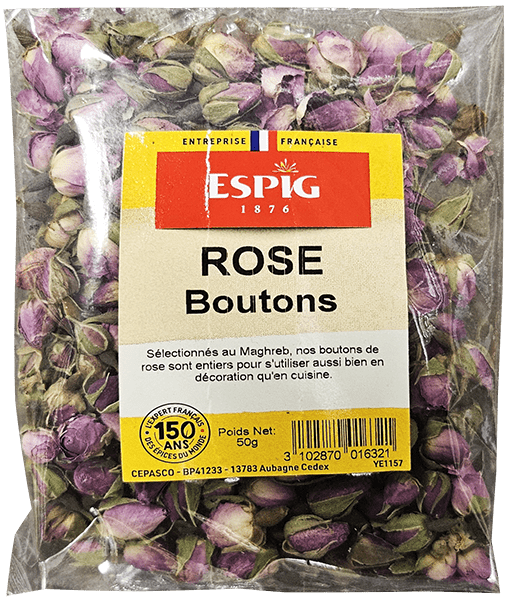 ENTREPRISE FRANÇAISE
ESPIG
1876
ROSE
Boutons
Sélectionnés au Maghreb, nos boutons de
rose sont entiers pour s'utiliser aussi bien en
décoration qu'en cuisine.
L'EXPERT FRANÇAIS
150
ANS
DES ÉPICES DU MONDE
Poids Net:
50g
3 102870 016321
CEPASCO - BP41233 - 13783 Aubagne Cedex
YE1157